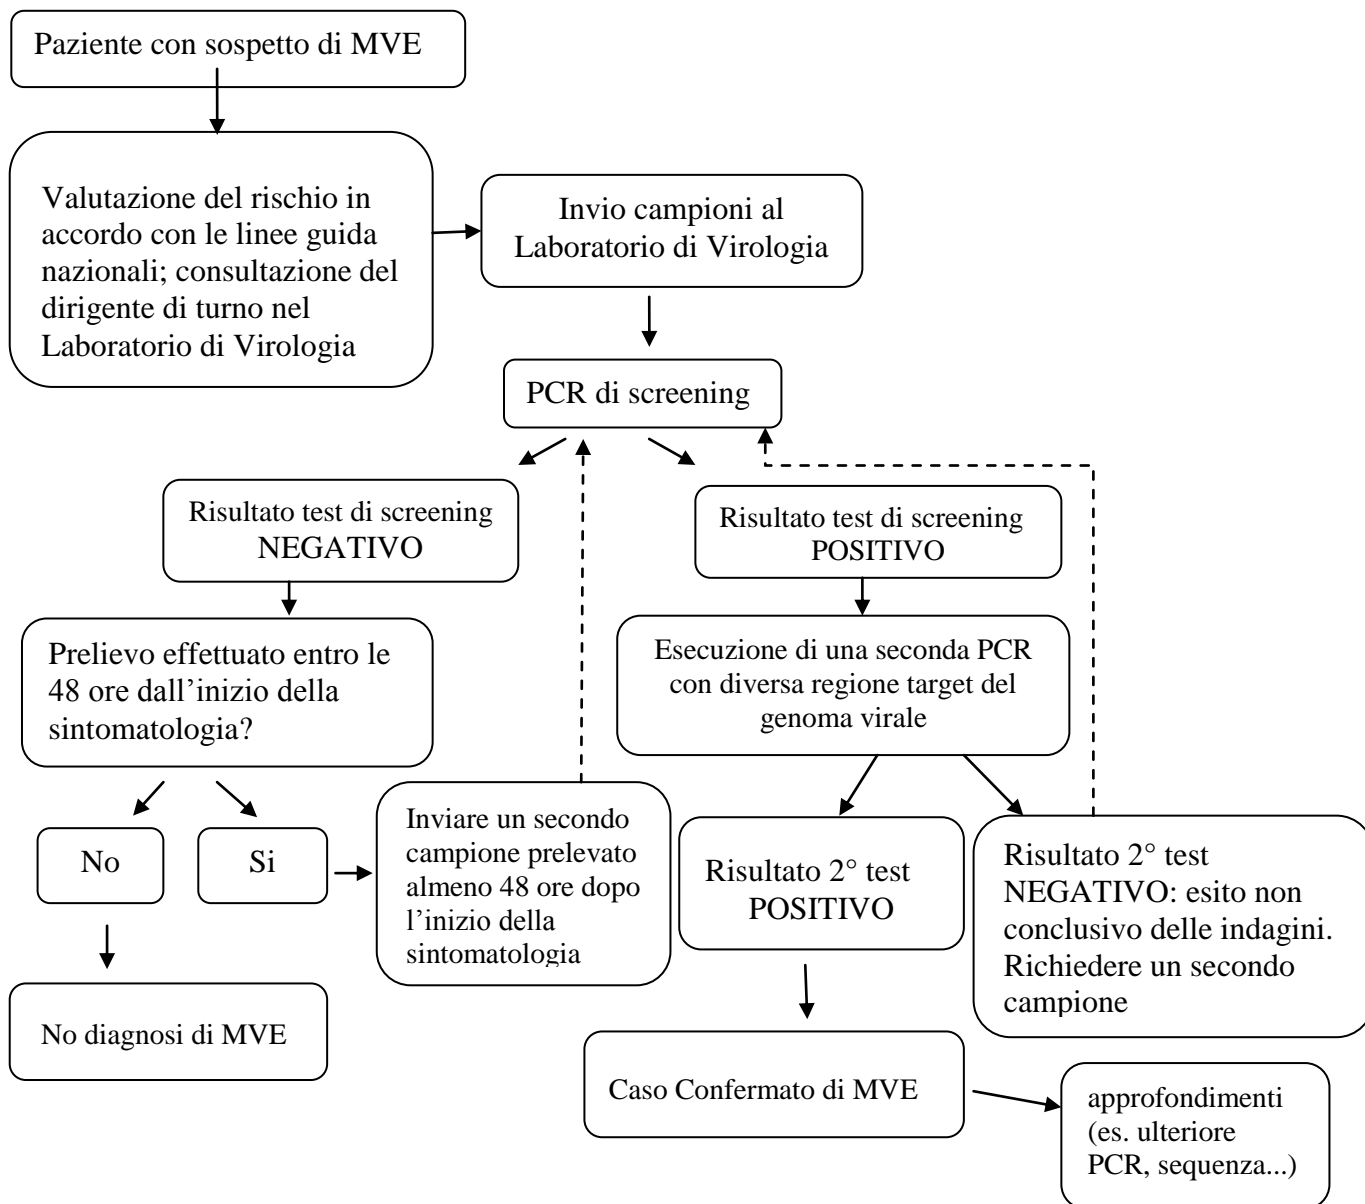 Paziente con sospetto di MVE
Valutazione del rischio in
accordo con le linee guida
nazionali; consultazione del
dirigente di turno nel
Laboratorio di Virologia
Invio campioni al
Laboratorio di Virologia
PCR di screening
Risultato test di screening
NEGATIVO
Risultato test di screening
POSITIVO
Prelievo effettuato entro le
48 ore dall’inizio della
sintomatologia?
Esecuzione di una seconda PCR
con diversa regione target del
genoma virale
No
Si
Inviare un secondo
campione prelevato
almeno 48 ore dopo
l’inizio della
sintomatologia
Risultato 2° test
POSITIVO
Risultato 2° test
NEGATIVO: esito non
conclusivo delle indagini.
Richiedere un secondo
campione
No diagnosi di MVE
Caso Confermato di MVE
approfondimenti
(es. ulteriore
PCR, sequenza...)